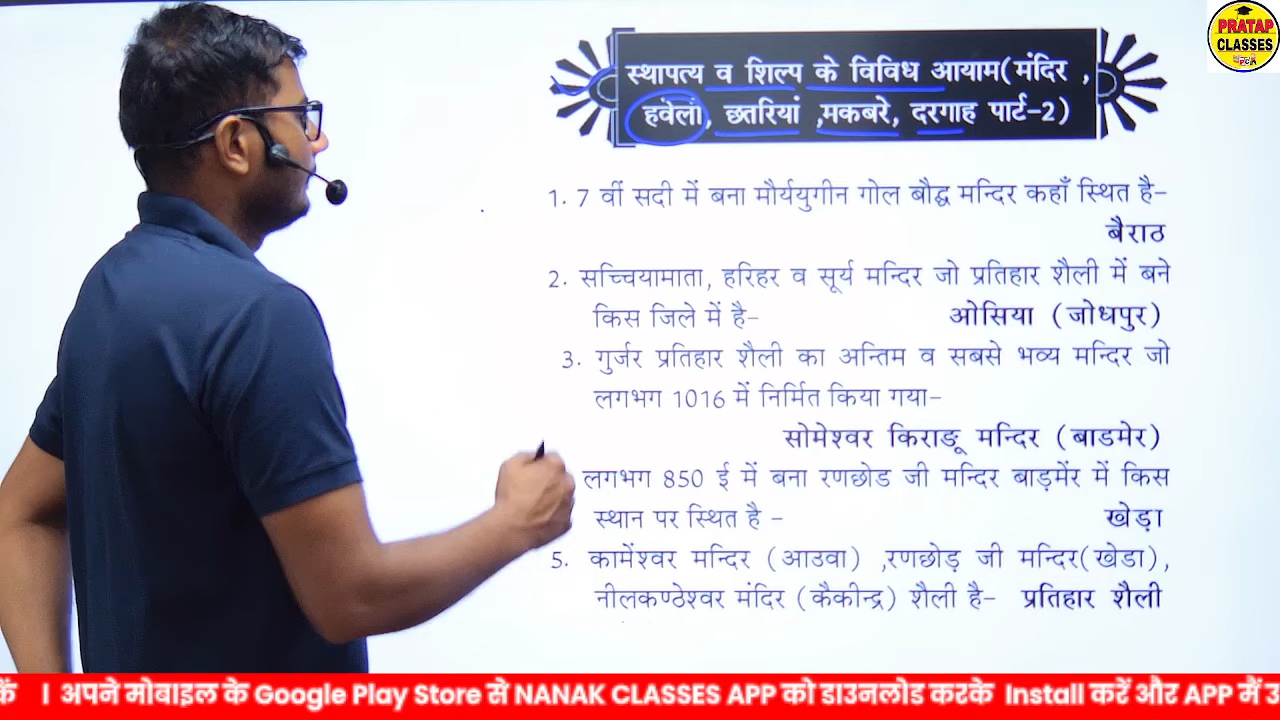 PRATAP
CLASSES
स्थापत्य व शिल्प के विविध आयाम(मंदिर ,
हवेली, छतरियां ,मकबरे, दरगाह पार्ट-2)
1. 7 वीं सदी में बना मौर्ययुगीन गोल बौद्ध मन्दिर कहाँ स्थित है-
बैराठ
2. सच्चियामाता, हरिहर व सूर्य मन्दिर जो प्रतिहार शैली में बने
किस जिले में है-    ओसिया (जोधपुर)
3. गुर्जर प्रतिहार शैली का अन्तिम व सबसे भव्य मन्दिर जो
लगभग 1016 में निर्मित किया गया-
सोमेश्वर किराडू मन्दिर (बाडमेर)
लगभग 850 ई में बना रणछोड जी मन्दिर बाड़मेंर में किस
स्थान पर स्थित है -    खेड़ा
5. कामेंश्वर मन्दिर (आउवा) ,रणछोड़ जी मन्दिर(खेडा),
नीलकण्ठेश्वर मंदिर (कैकीन्द्र) शैली है-    प्रतिहार शैली
। अपने मोबाइल के Google Play Store से NANAK CLASSES APP को डाउनलोड करके Install करें और APP मैं